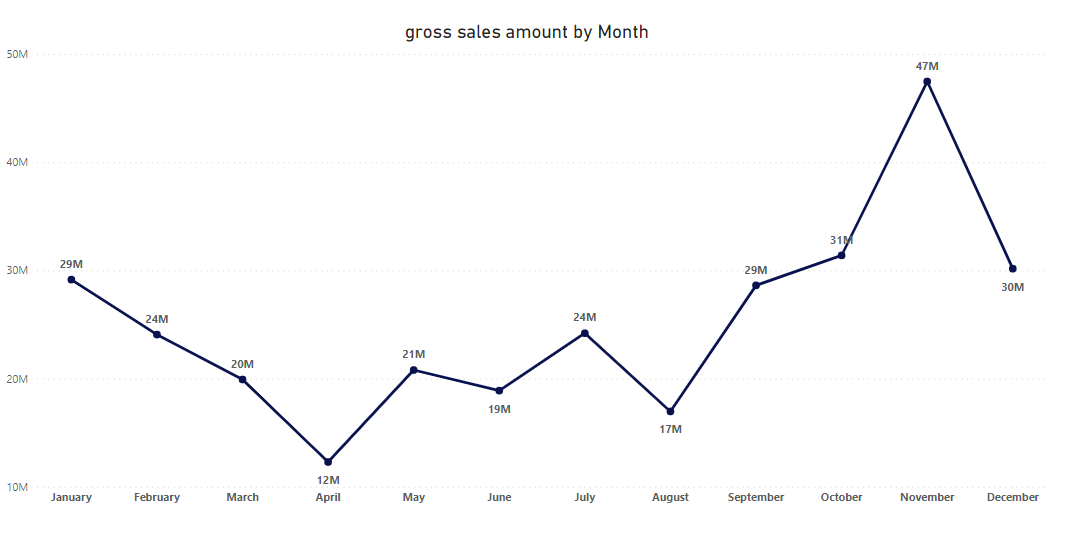 gross sales amount by Month
50M
47M
40M
31M
30M
29M
29M
30M
24M
24M
21M
20M
20M
19M
17M
12M
10M
January February March April May June July August September October November December